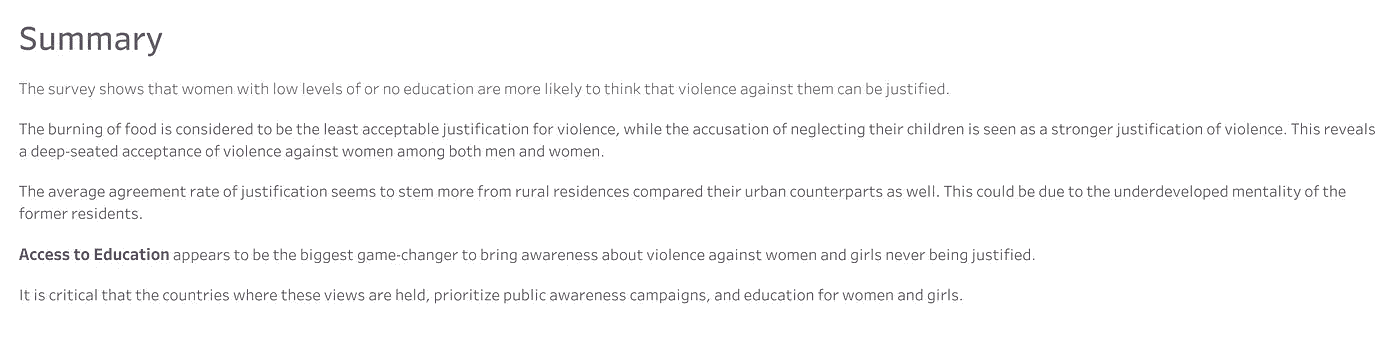 Summary
The survey shows that women with low levels of or no education are more likely to think that violence against them can be justified.
The burning of food is considered to be the least acceptable justification for violence, while the accusation of neglecting their children is seen as a stronger justification of violence. This reveals
a deep-seated acceptance of violence against women among both men and women.
The average agreement rate of justification seems to stem more from rural residences compared their urban counterparts as well. This could be due to the underdeveloped mentality of the
former residents.
Access to Education appears to be the biggest game-changer to bring awareness about violence against women and girls never being justified.
It is critical that the countries where these views are held, prioritize public awareness campaigns, and education for women and girls.